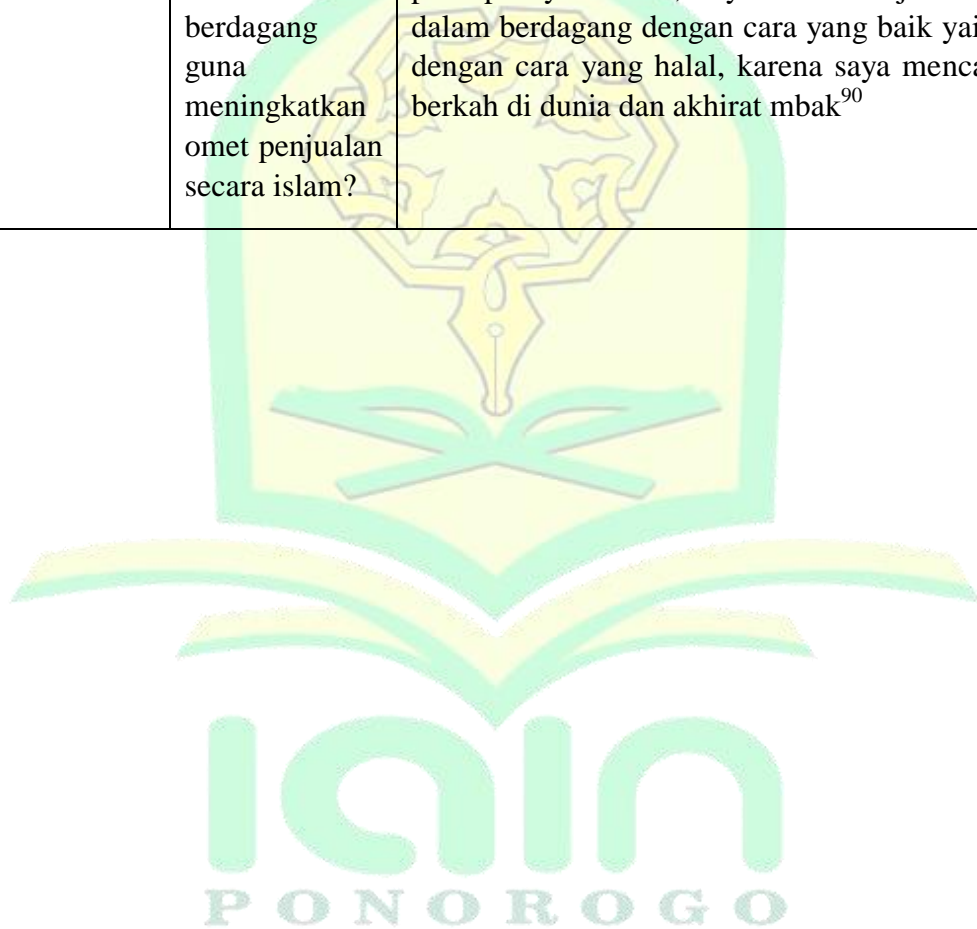 berdagang
guna
meningkatkan
omet penjualan
secara islam?
dalam berdagang dengan cara yang baik
dengan cara yang halal, karena saya
berkah di dunia dan akhirat mbak90
IAIN
PONOROGO